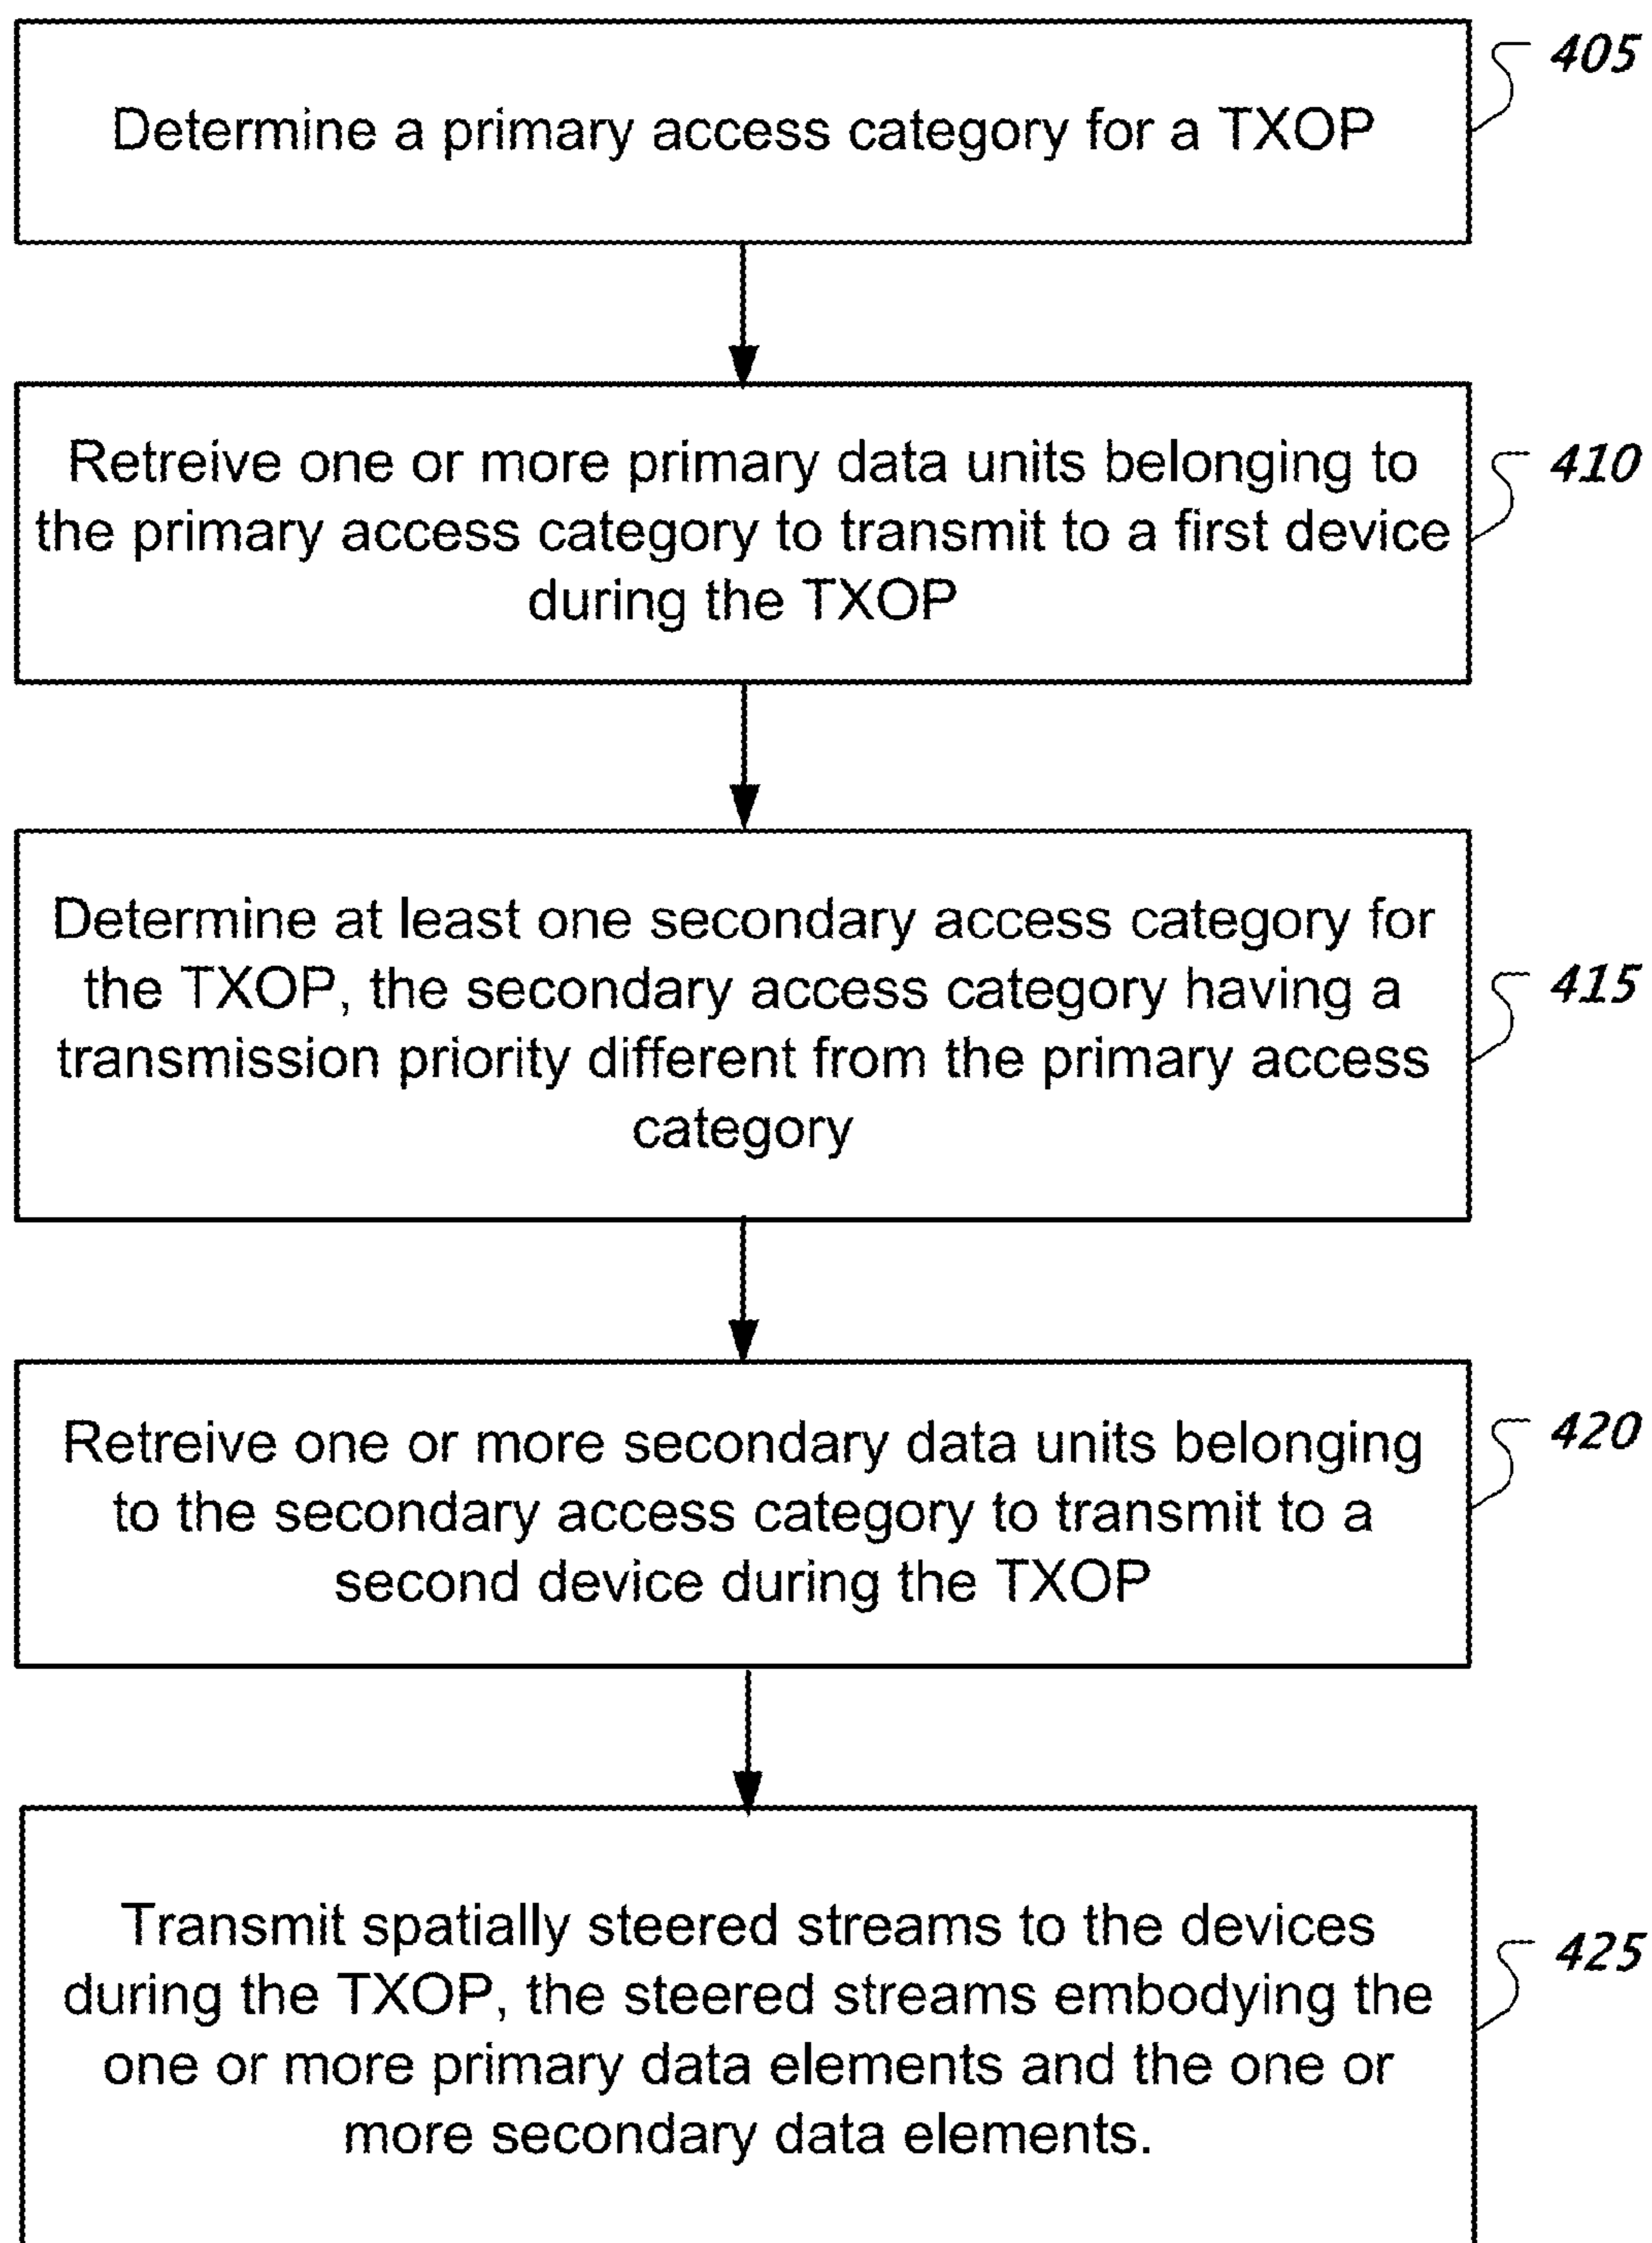 405
Determine a primary access category for a TXOP
Retreive one or more primary data units belonging to
410
the primary access category to transmit to a first device
during the TXOP
Determine at least one secondary access category for
the TXOP, the secondary access category having a
415
transmission priority different from the primary access
category
Retreive one or more secondary data units belonging
420
to the secondary access category to transmit to a
second device during the TXOP
Transmit spatially steered streams to the devices
425
during the TXOP, the steered streams embodying the
one or more primary data elements and the one or
more secondary data elements.